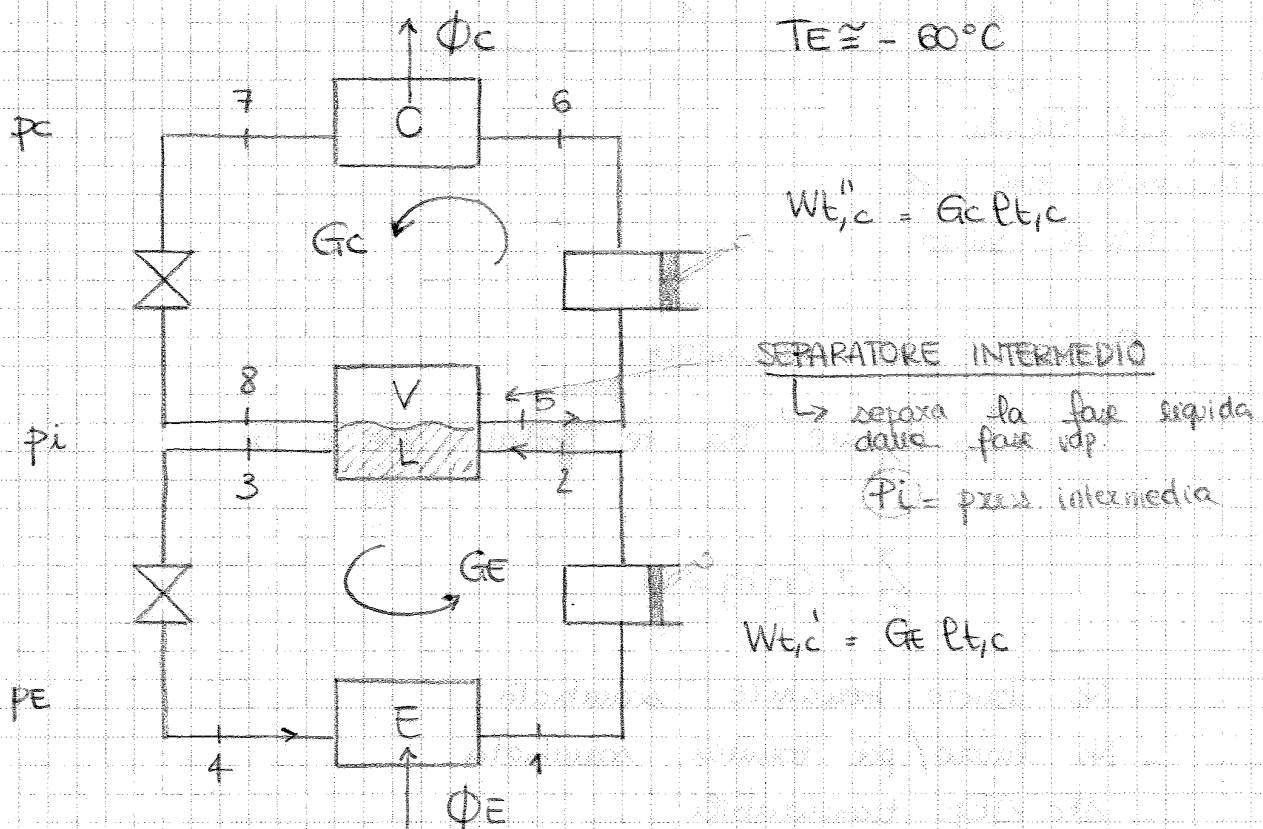 ΦC
TE ≅ - 60°C
7
6
pc
C
Gc
Wt,c'' = Gc ℓt,c
SEPARATORE INTERMEDIO
↳ separa la fase liquida
dalla fase vap.
Pi = pres. intermedia
8
V
5
pi
L
3
2
GE
Wt,c' = GE ℓt,c
pE
E
4
1
ΦE